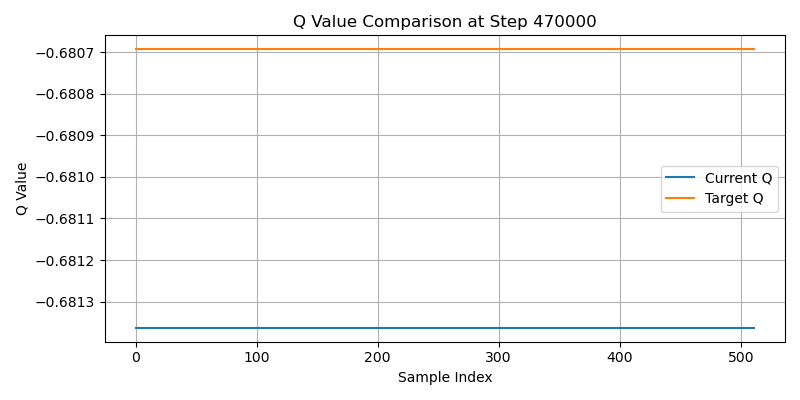 Q Value Comparison at Step 470000
−0.6807
−0.6808
−0.6809
−0.6810
−0.6811
−0.6812
−0.6813
Q Value
Current Q
Target Q
0 100 200 300 400 500
Sample Index